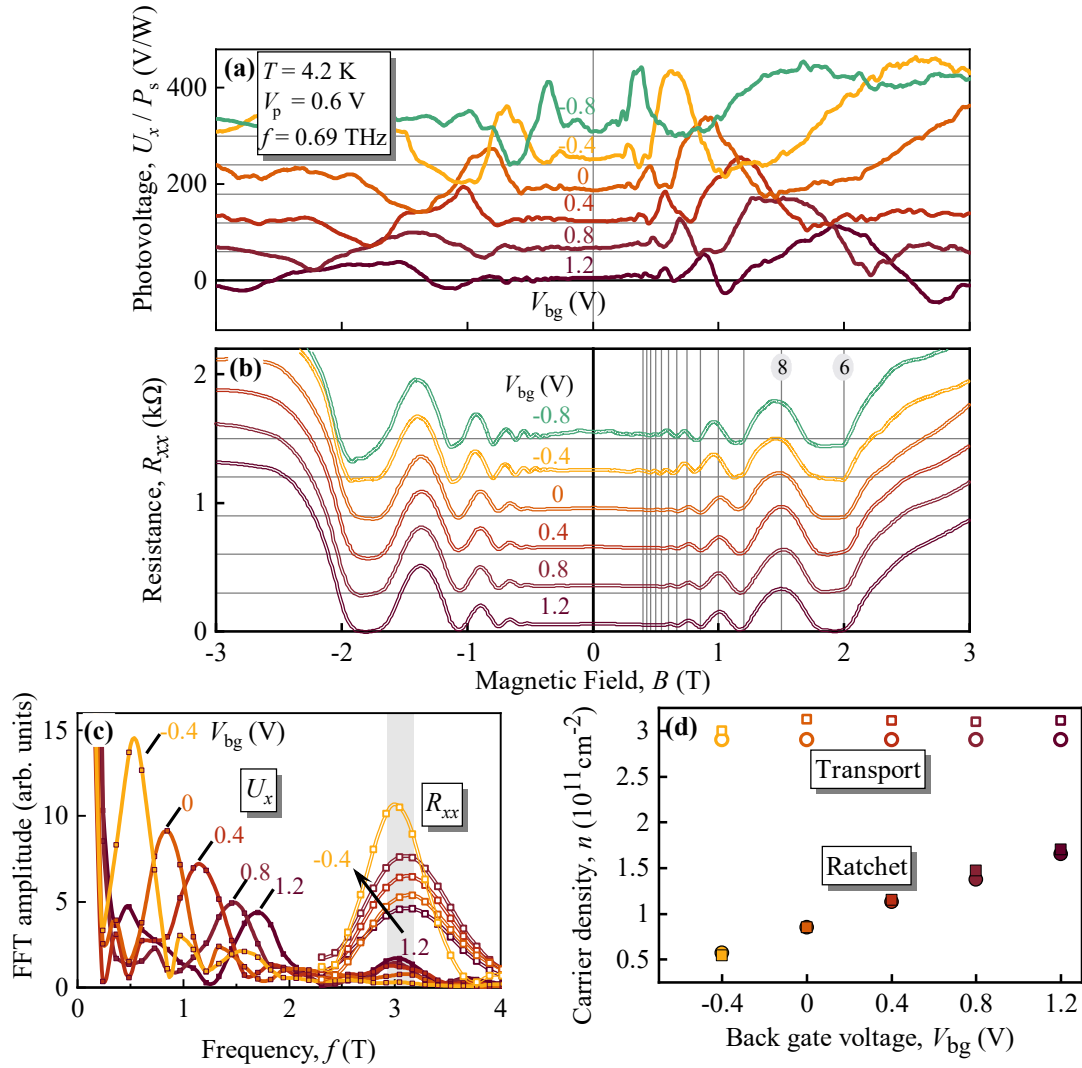 (a)
T = 4.2 K
V_p = 0.6 V
f = 0.69 THz
Photovoltage, U_x / P_s (V/W)
400
200
0
-0.8
-0.4
0
0.4
0.8
1.2
V_bg (V)
(b)
V_bg (V)
8
6
-0.8
-0.4
0
0.4
0.8
1.2
Resistance, R_xx (kΩ)
2
1
0
-3
-2
-1
0
1
2
3
Magnetic Field, B (T)
(c)
FFT amplitude (arb. units)
15
10
5
0
-0.4
V_bg (V)
0
0.4
0.8
1.2
U_x
R_xx
-0.4
1.2
0
1
2
3
4
Frequency, f (T)
(d)
Carrier density, n (10^11 cm^-2)
3
2.5
2
1.5
1
0.5
Transport
Ratchet
-0.4
0
0.4
0.8
1.2
Back gate voltage, V_bg (V)